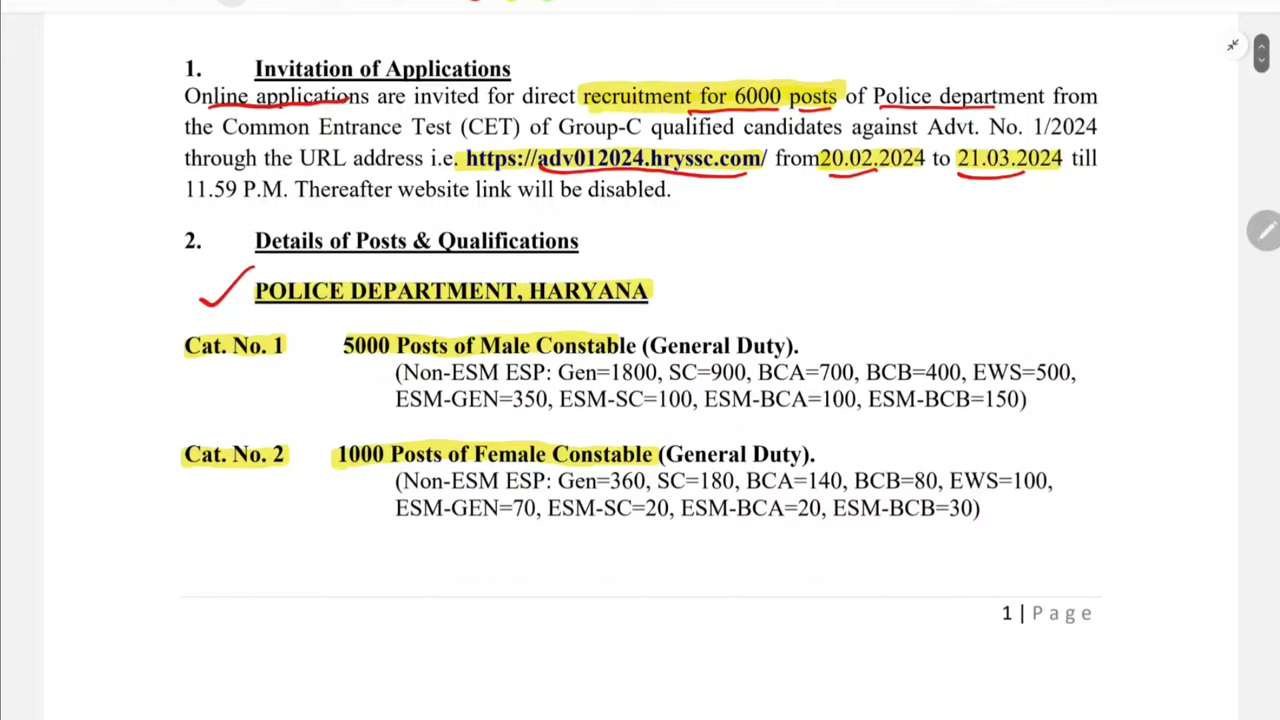 1. Invitation of Applications
Online applications are invited for direct recruitment for 6000 posts of Police department from
the Common Entrance Test (CET) of Group-C qualified candidates against Advt. No. 1/2024
through the URL address i.e. https://adv012024.hryssc.com/ from20.02.2024 to 21.03.2024 till
11.59 P.M. Thereafter website link will be disabled.
2. Details of Posts & Qualifications
POLICE DEPARTMENT, HARYANA
Cat. No. 1 5000 Posts of Male Constable (General Duty).
(Non-ESM ESP: Gen=1800, SC=900, BCA=700, BCB=400, EWS=500,
ESM-GEN=350, ESM-SC=100, ESM-BCA=100, ESM-BCB=150)
Cat. No. 2 1000 Posts of Female Constable (General Duty).
(Non-ESM ESP: Gen=360, SC=180, BCA=140, BCB=80, EWS=100,
ESM-GEN=70, ESM-SC=20, ESM-BCA=20, ESM-BCB=30)
1 | Page